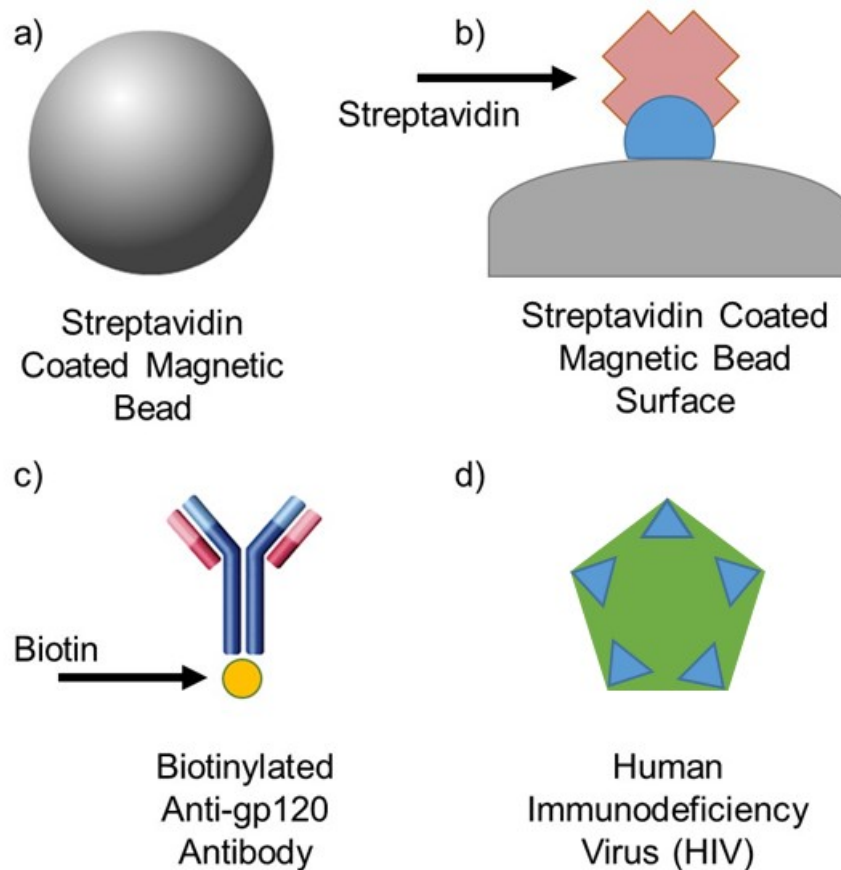 a)
b)
Streptavidin
Streptavidin
Coated Magnetic
Bead
Streptavidin Coated
Magnetic Bead
Surface
c)
d)
Biotin
Biotinylated
Anti-gp120
Antibody
Human
Immunodeficiency
Virus (HIV)